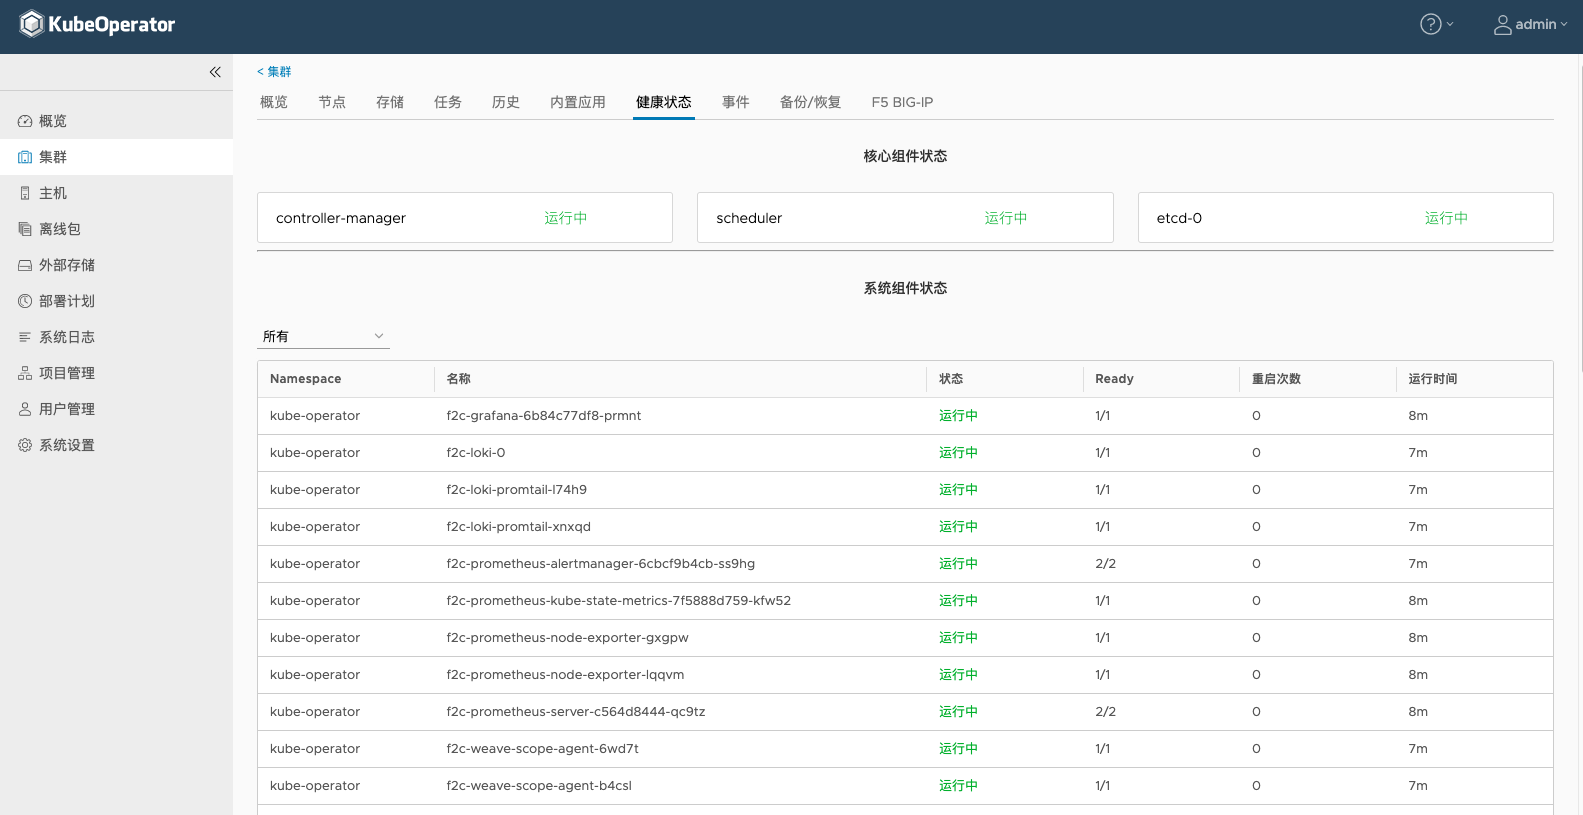 KubeOperator
? admin
< 集群
概览 节点 存储 任务 历史 内置应用 健康状态 事件 备份/恢复 F5 BIG-IP
概览
集群
主机
离线包
外部存储
部署计划
系统日志
项目管理
用户管理
系统设置
核心组件状态
controller-manager 运行中 scheduler 运行中 etcd-0 运行中
系统组件状态
所有
Namespace 名称 状态 Ready 重启次数 运行时间
kube-operator f2c-grafana-6b84c77df8-prmnt 运行中 1/1 0 8m
kube-operator f2c-loki-0 运行中 1/1 0 7m
kube-operator f2c-loki-promtail-l74h9 运行中 1/1 0 7m
kube-operator f2c-loki-promtail-xnxqd 运行中 1/1 0 7m
kube-operator f2c-prometheus-alertmanager-6cbcf9b4cb-ss9hg 运行中 2/2 0 7m
kube-operator f2c-prometheus-kube-state-metrics-7f5888d759-kfw52 运行中 1/1 0 8m
kube-operator f2c-prometheus-node-exporter-gxgpw 运行中 1/1 0 8m
kube-operator f2c-prometheus-node-exporter-lqqvm 运行中 1/1 0 8m
kube-operator f2c-prometheus-server-c564d8444-qc9tz 运行中 2/2 0 8m
kube-operator f2c-weave-scope-agent-6wd7t 运行中 1/1 0 7m
kube-operator f2c-weave-scope-agent-b4csl 运行中 1/1 0 7m